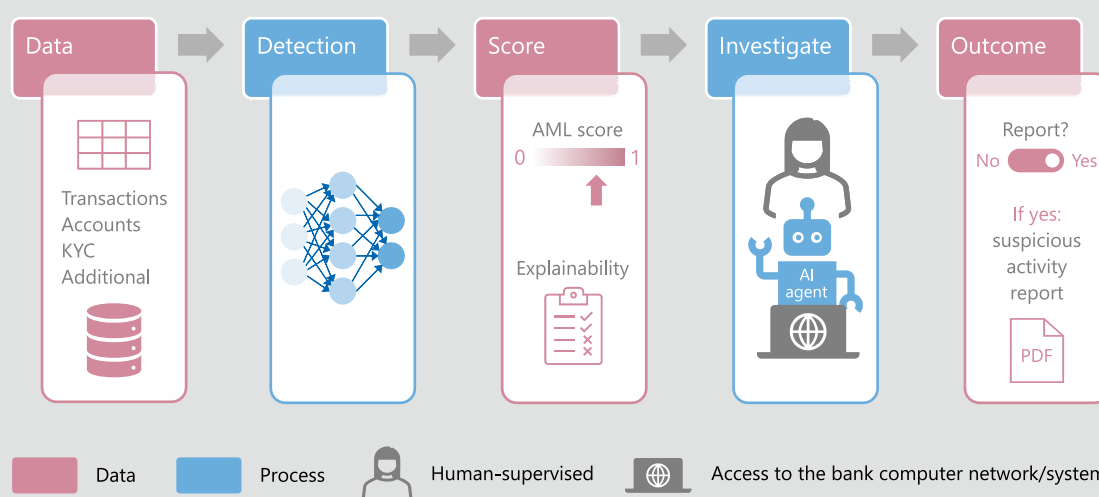 Data
Detection
Score
Investigate
Outcome
Transactions
Accounts
KYC
Additional
AML score
0
1
Explainability
AI
agent
Report?
No
Yes
If yes:
suspicious
activity
report
PDF
Data
Process
Human-supervised
Access to the bank computer network/system